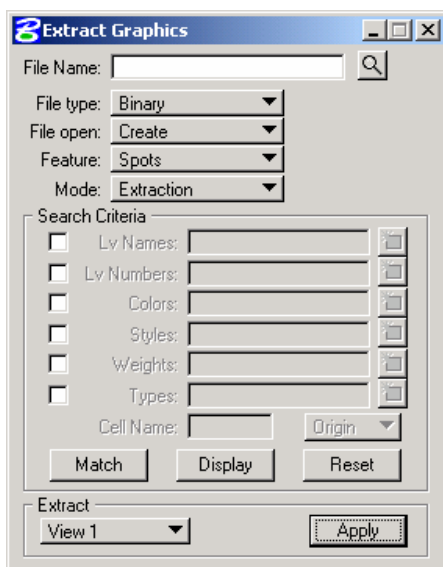 Extract Graphics
File Name:
File type: Binary
File open: Create
Feature: Spots
Mode: Extraction
Search Criteria
Lv Names:
Lv Numbers:
Colors:
Styles:
Weights:
Types:
Cell Name: Origin
Match Display Reset
Extract
View 1 Apply